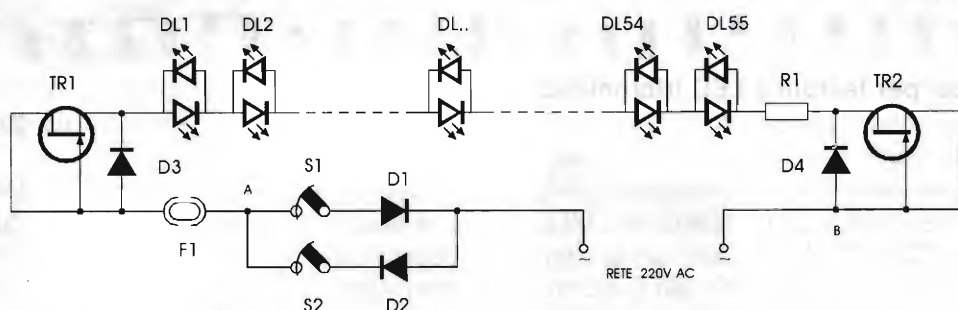 DL1 DL2 DL.. DL54 DL55
TR1 R1 TR2
D3 A S1 D1 D4
F1 B
S2 D2 RETE 220V AC